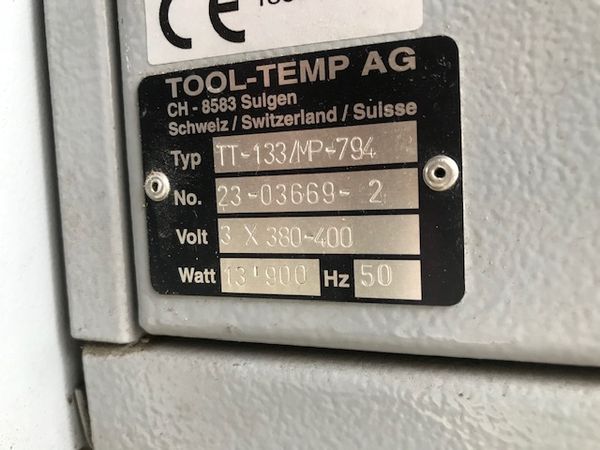 CE
TOOL-TEMP AG
CH - 8583 Sulgen
Schweiz / Switzerland / Suisse
Typ TT-133/MP-794
No. 23-03669- 2
Volt 3 X 380-400
Watt 13'900 Hz 50